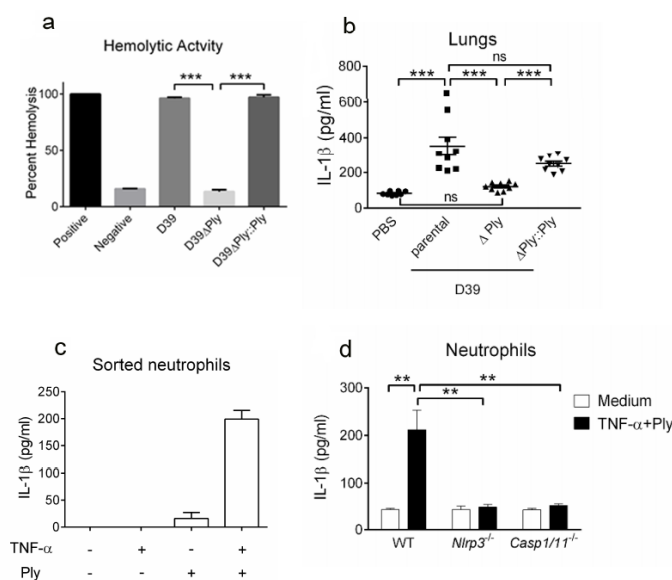 a
Hemolytic Actvity
Percent Hemolysis
100
50
0
***
***
Positive
Negative
D39
D39ΔPly
D39ΔPly::Ply
b
Lungs
IL-1β (pg/ml)
800
600
400
200
0
ns
***
***
***
ns
PBS
parental
Δ Ply
ΔPly::Ply
D39
c
Sorted neutrophils
IL-1β (pg/ml)
250
200
150
100
50
0
TNF-α - + - +
Ply - - + +
d
Neutrophils
IL-1β (pg/ml)
300
200
100
0
**
**
**
Medium
TNF-α+Ply
WT
Nlrp3-/-
Casp1/11-/-